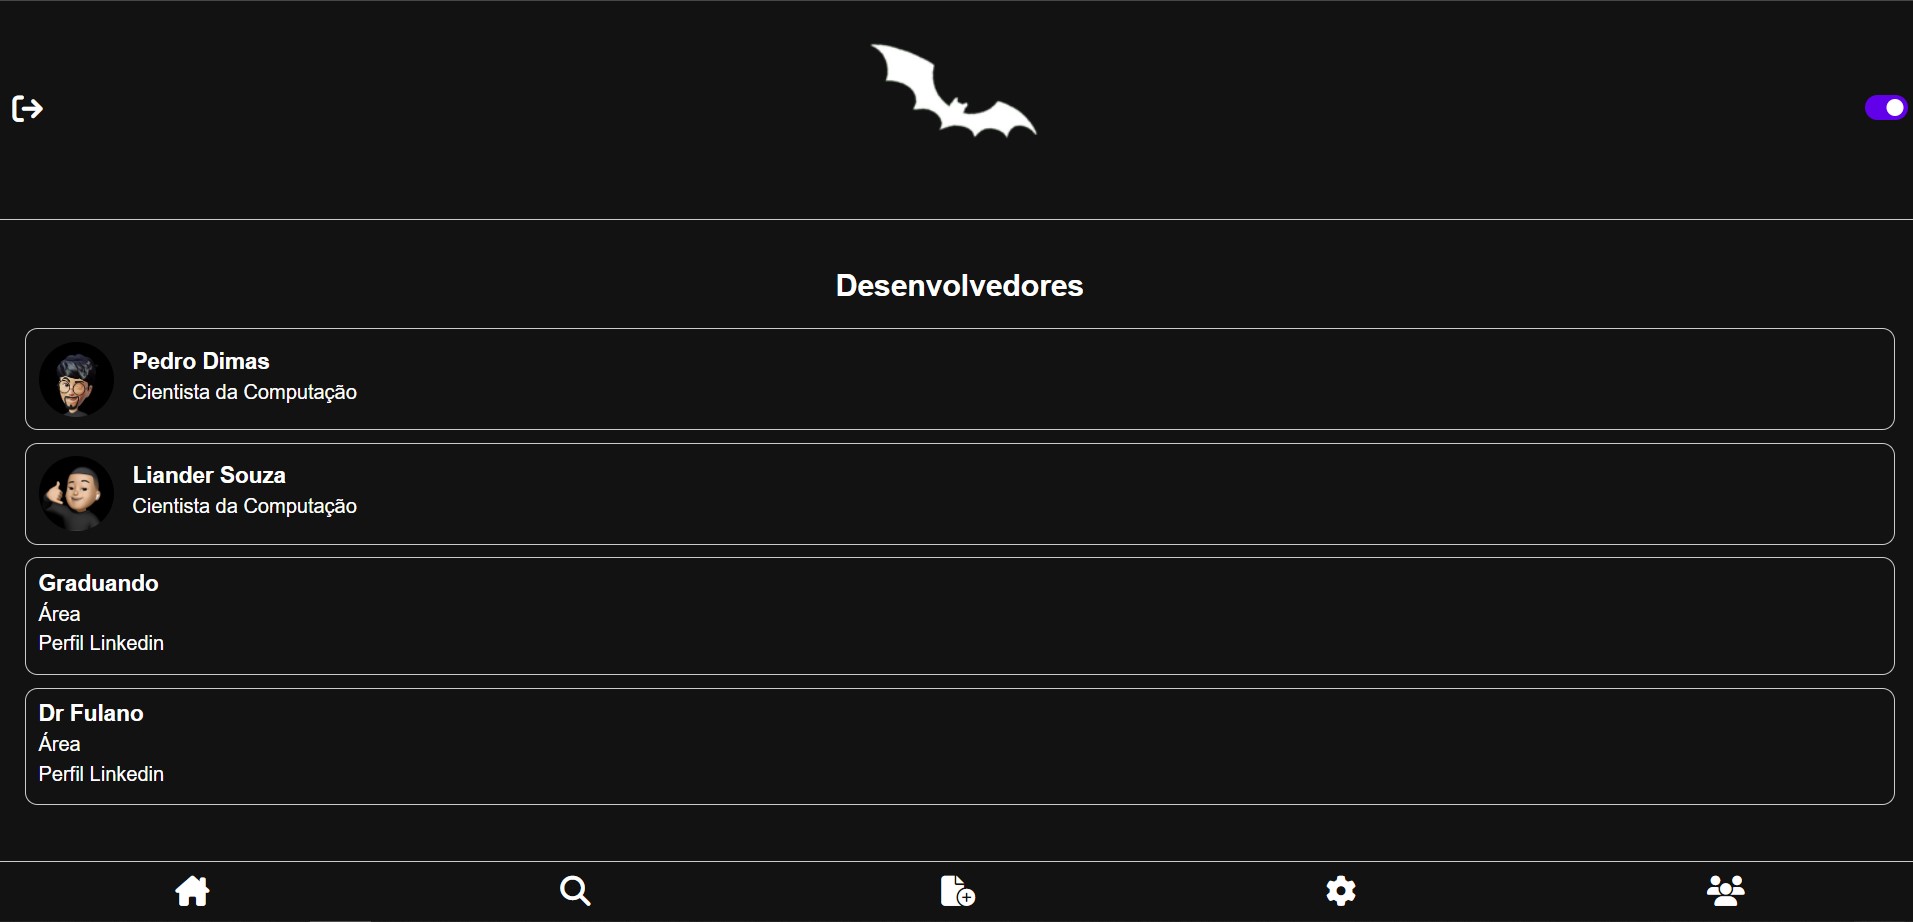 Desenvolvedores
Pedro Dimas
Cientista da Computação
Liander Souza
Cientista da Computação
Graduando
Área
Perfil Linkedin
Dr Fulano
Área
Perfil Linkedin